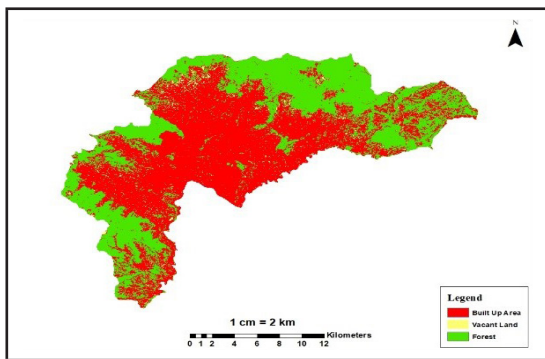 N
1 cm = 2 km
Kilometers
0 1 2 4 6 8 10 12
Legend
Built Up Area
Vacant Land
Forest